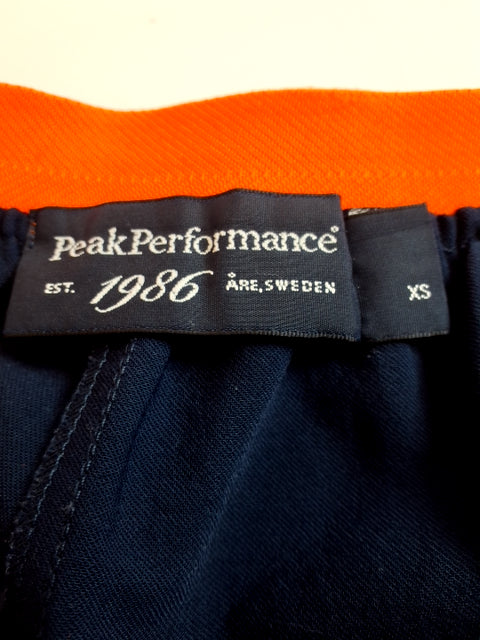 PeakPerformance®
EST. 1986 ÅRE, SWEDEN
XS